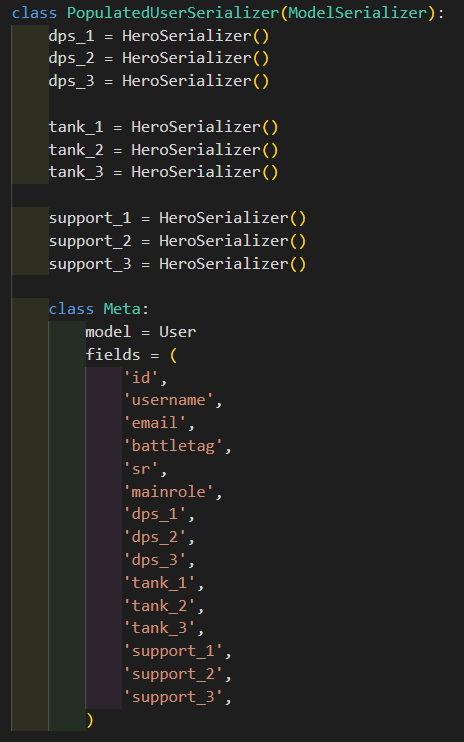 class PopulatedUserSerializer(ModelSerializer):
    dps_1 = HeroSerializer()
    dps_2 = HeroSerializer()
    dps_3 = HeroSerializer()

    tank_1 = HeroSerializer()
    tank_2 = HeroSerializer()
    tank_3 = HeroSerializer()

    support_1 = HeroSerializer()
    support_2 = HeroSerializer()
    support_3 = HeroSerializer()

    class Meta:
        model = User
        fields = (
            'id',
            'username',
            'email',
            'battletag',
            'sr',
            'mainrole',
            'dps_1',
            'dps_2',
            'dps_3',
            'tank_1',
            'tank_2',
            'tank_3',
            'support_1',
            'support_2',
            'support_3',
        )